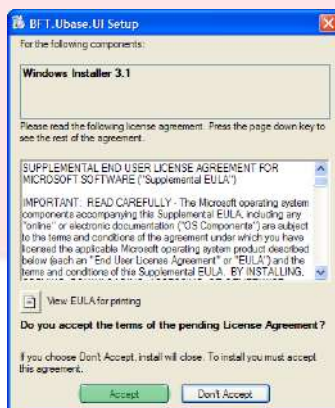 BFT.Ubase.UI Setup
For the following components:
Windows Installer 3.1
Please read the following license agreement. Press the page down key to
see the rest of the agreement.
SUPPLEMENTAL END USER LICENSE AGREEMENT FOR
MICROSOFT SOFTWARE ("Supplemental EULA")
IMPORTANT: READ CAREFULLY - The Microsoft operating system
components accompanying this Supplemental EULA, including any
"online" or electronic documentation ("OS Components") are subject
to the terms and conditions of the agreement under which you have
licensed the applicable Microsoft operating system product described
below (each an "End User License Agreement" or "EULA") and the
terms and conditions of this Supplemental EULA. BY INSTALLING,
View EULA for printing
Do you accept the terms of the pending License Agreement?
If you choose Don't Accept, install will close. To install you must accept
this agreement.
Accept
Don't Accept